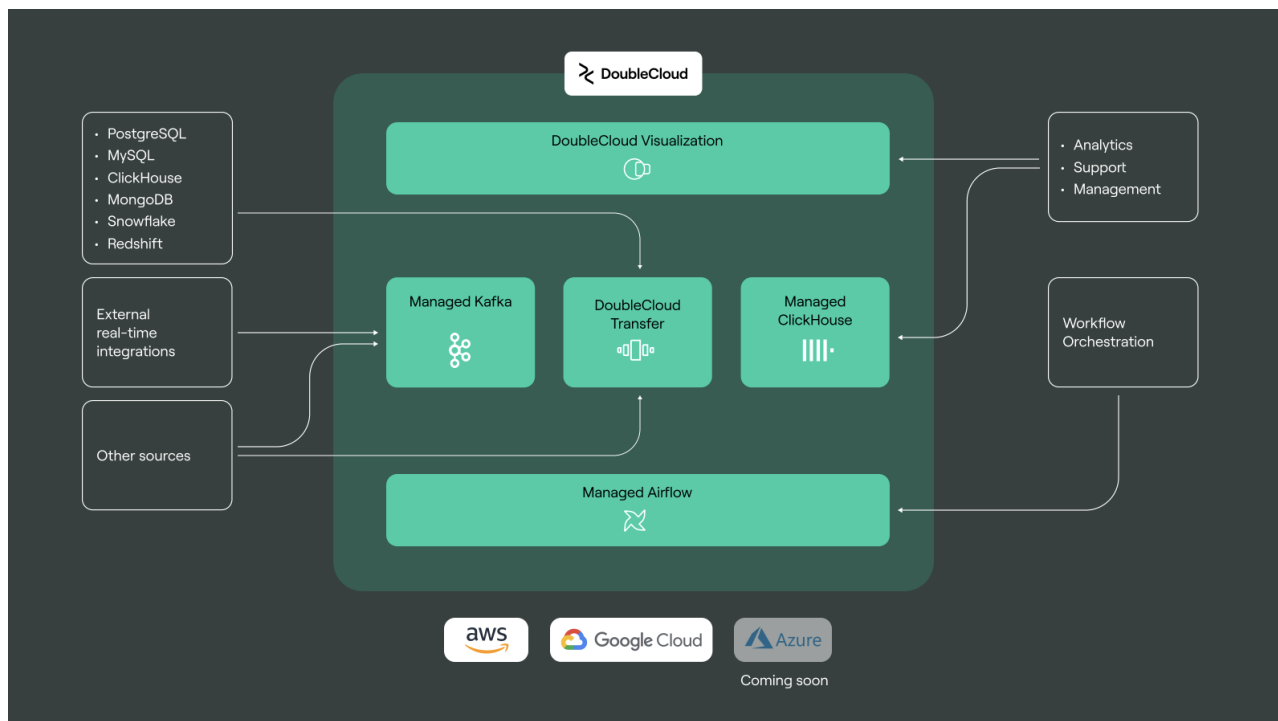 DoubleCloud
PostgreSQL
MySQL
ClickHouse
MongoDB
Snowflake
Redshift
External
real-time
integrations
Other sources
DoubleCloud Visualization
Managed Kafka
DoubleCloud
Transfer
Managed
ClickHouse
Managed Airflow
Analytics
Support
Management
Workflow
Orchestration
aws
Google Cloud
Azure
Coming soon